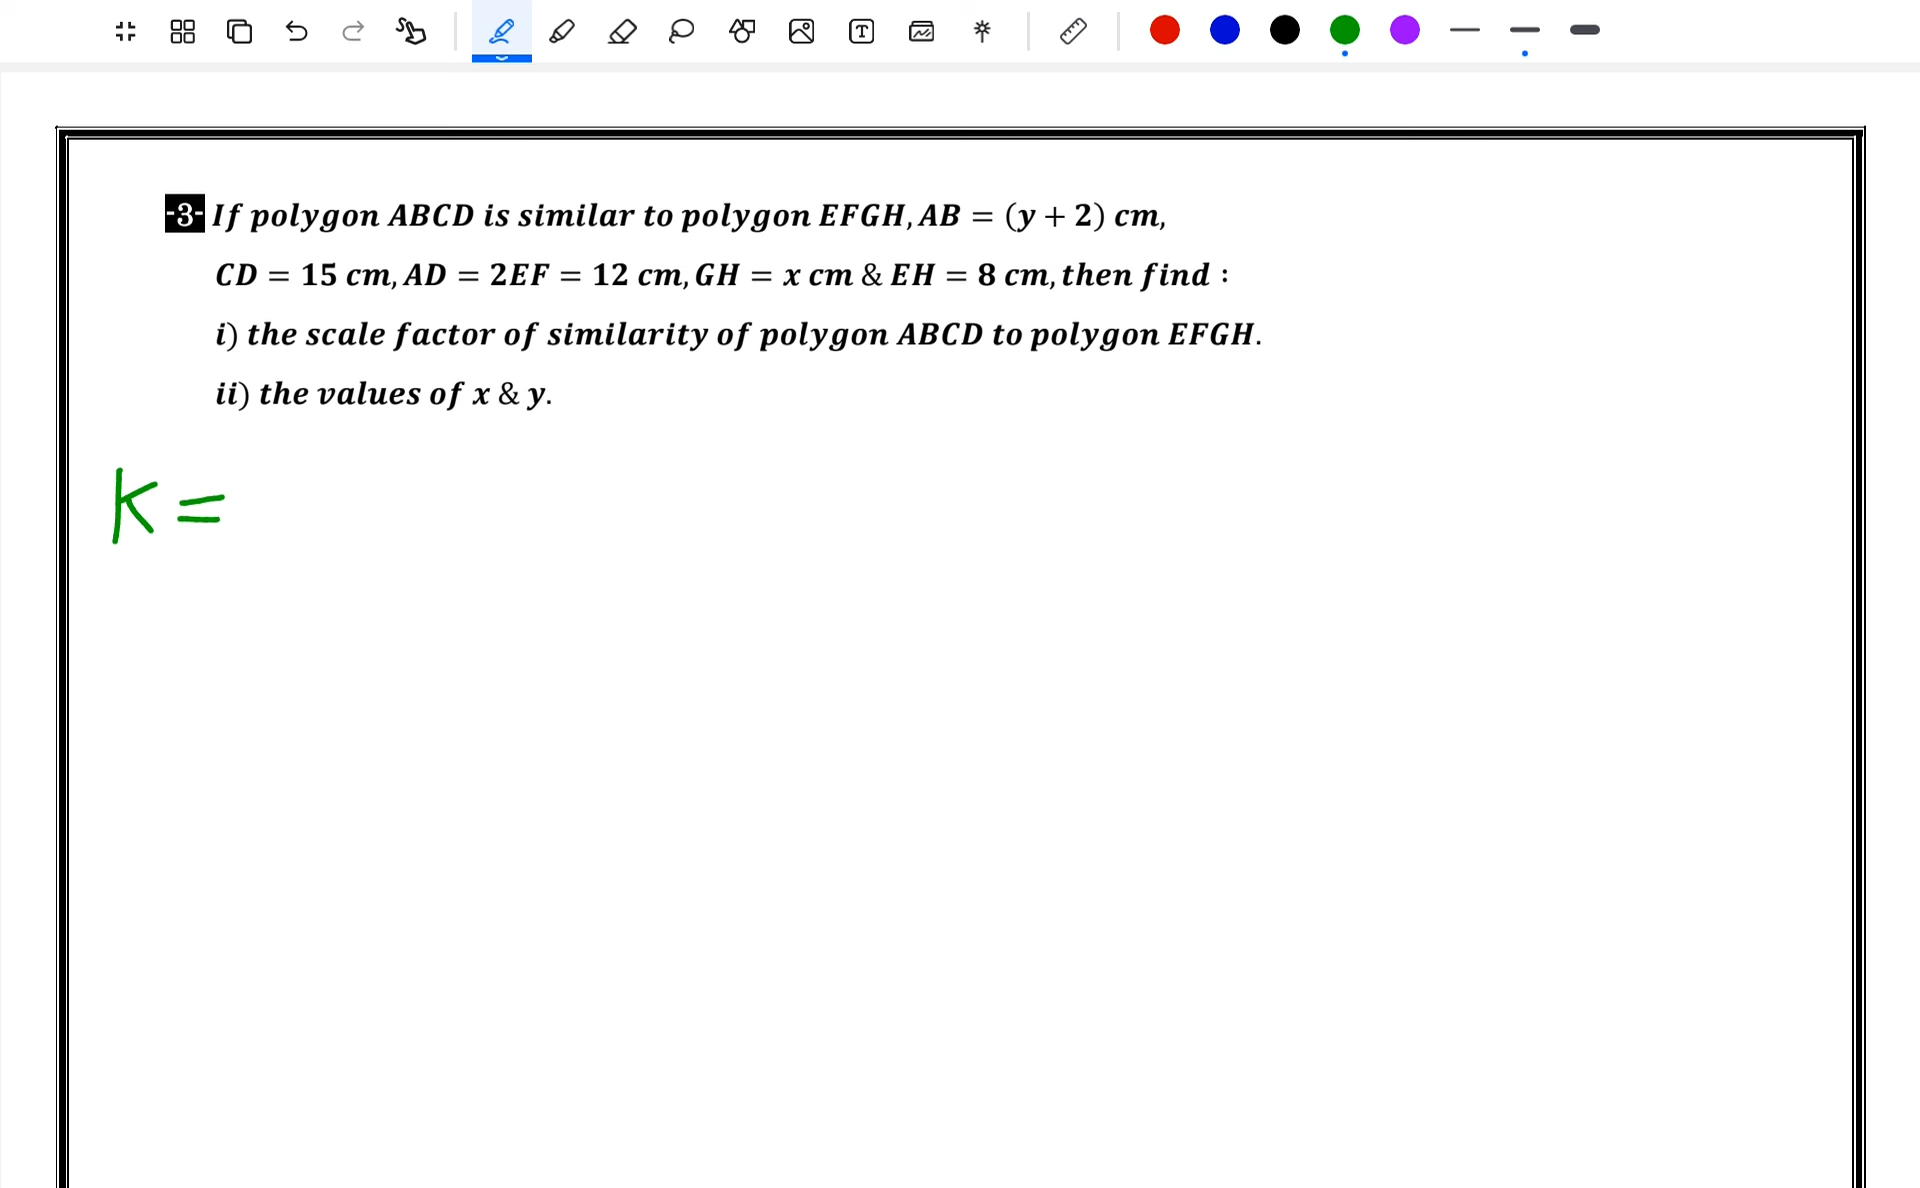 -3- If polygon ABCD is similar to polygon EFGH, AB = (y + 2) cm,
CD = 15 cm, AD = 2EF = 12 cm, GH = x cm & EH = 8 cm, then find :
i) the scale factor of similarity of polygon ABCD to polygon EFGH.
ii) the values of x & y.
K =